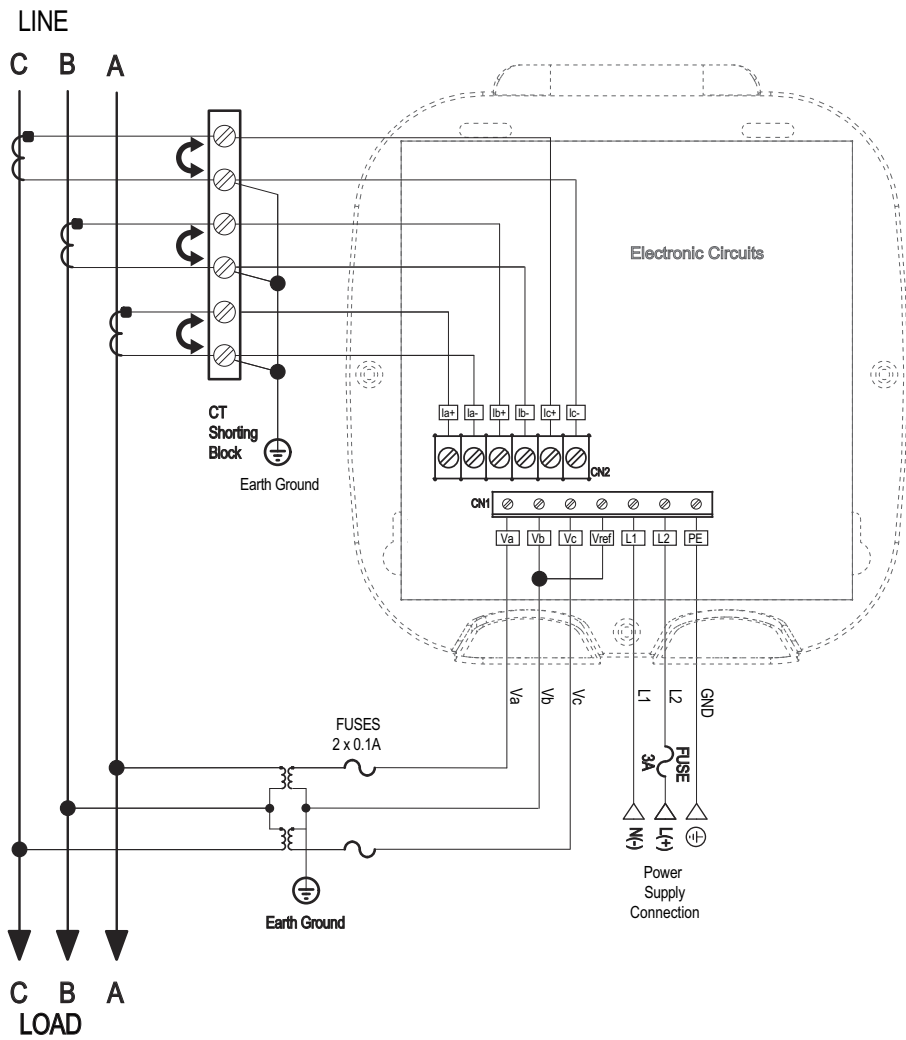 LINE
C B A
Electronic Circuits
Ia+ Ia- Ib+ Ib- Ic+ Ic-
CT
Shorting
Block
Earth Ground
CN2
CN1
Va Vb Vc Vref L1 L2 PE
Va Vb Vc L1 L2 GND
FUSES
2 x 0.1A
FUSE
3A
N(-) L(+)
Power
Supply
Connection
Earth Ground
C B A
LOAD